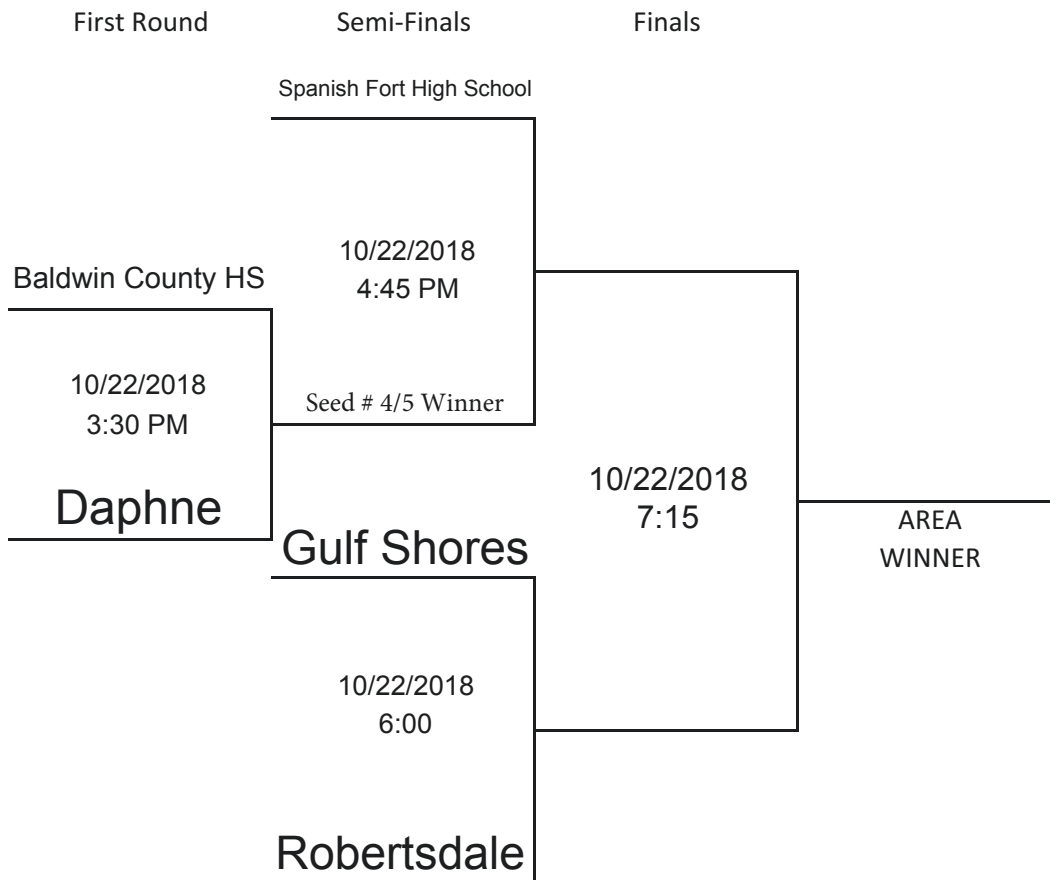 First Round
Semi-Finals
Finals
Spanish Fort High School
10/22/2018
4:45 PM
Baldwin County HS
10/22/2018
3:30 PM
Seed # 4/5 Winner
Daphne
Gulf Shores
10/22/2018
7:15
AREA
WINNER
10/22/2018
6:00
Robertsdale